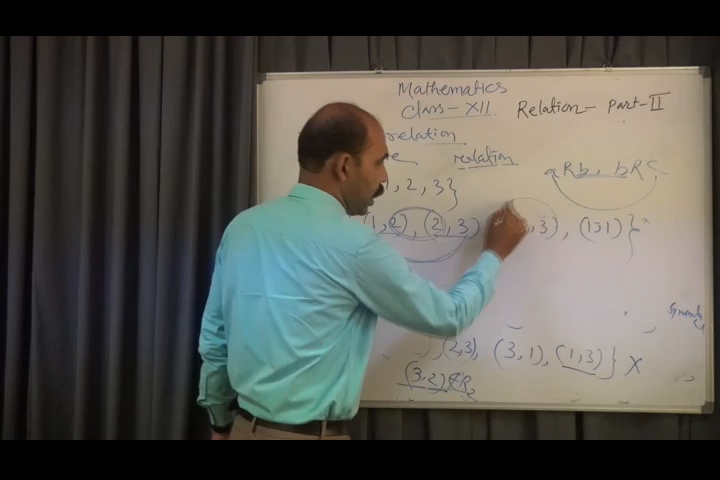 Mathematics
Class - XII Relation - Part - II
relation
relation
aRb, bRC
1, 2, 3}
(1, 2), (2, 3) , 3), (1, 1)}
(2,3), (3,1), (1,3)} X
(3,2) ∉ R